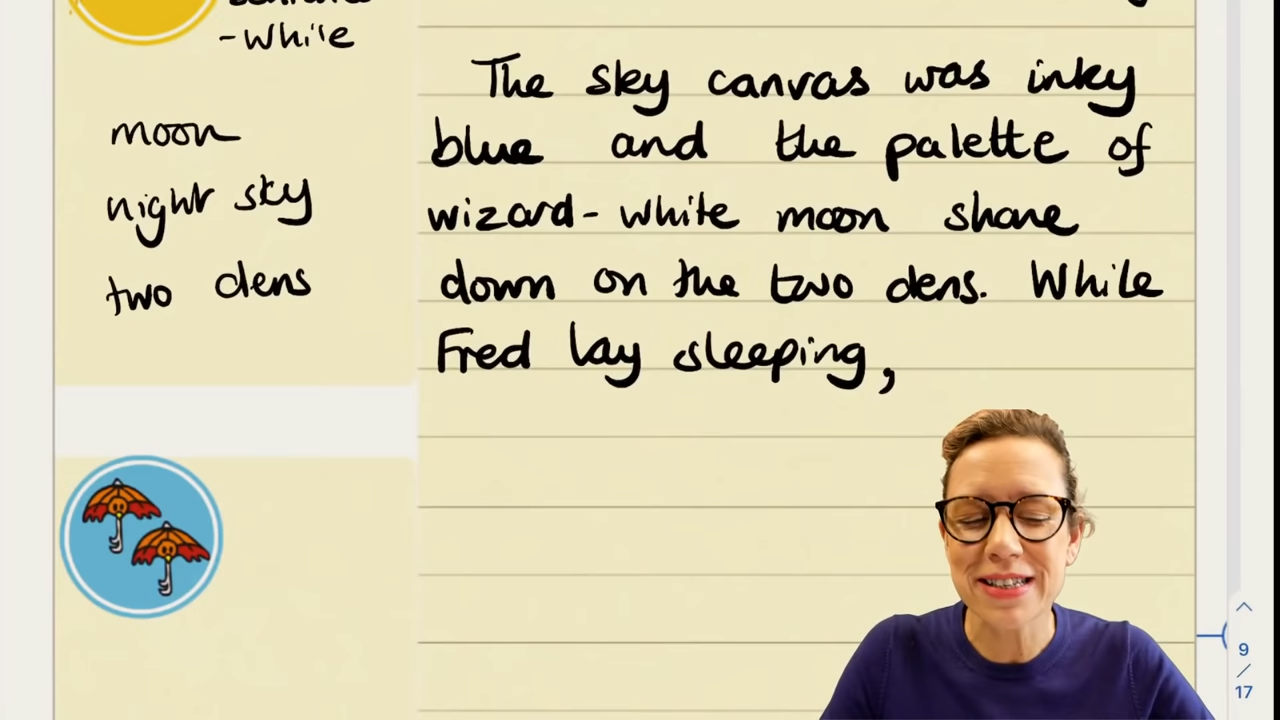 -while
moon
night sky
two dens
The sky canvas was inky
blue and the palette of
wizard-white moon shone
down on the two dens. While
Fred lay sleeping,
9
/
17